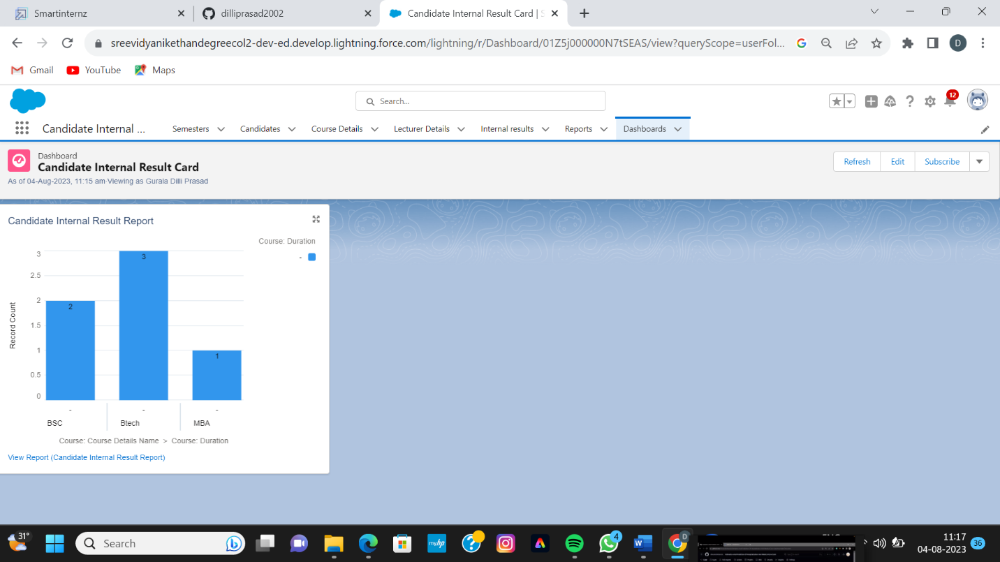 Smartinternz
dilliprasad2002
Candidate Internal Result Card | S
sreevidyanikethandegreecol2-dev-ed.develop.lightning.force.com/lightning/r/Dashboard/01Z5j000000N7tSEAS/view?queryScope=userFol...
D
Gmail YouTube Maps
Search...
12
Candidate Internal ... Semesters Candidates Course Details Lecturer Details Internal results Reports Dashboards
Dashboard
Candidate Internal Result Card
As of 04-Aug-2023, 11:15 am·Viewing as Gurala Dilli Prasad
Refresh Edit Subscribe
Candidate Internal Result Report
Course: Duration
-
3
2.5
2
1.5
1
0.5
0
Record Count
2
3
1
- - -
BSC Btech MBA
Course: Course Details Name > Course: Duration
View Report (Candidate Internal Result Report)
31°
Search
myhp
4
D
11:17
04-08-2023
36